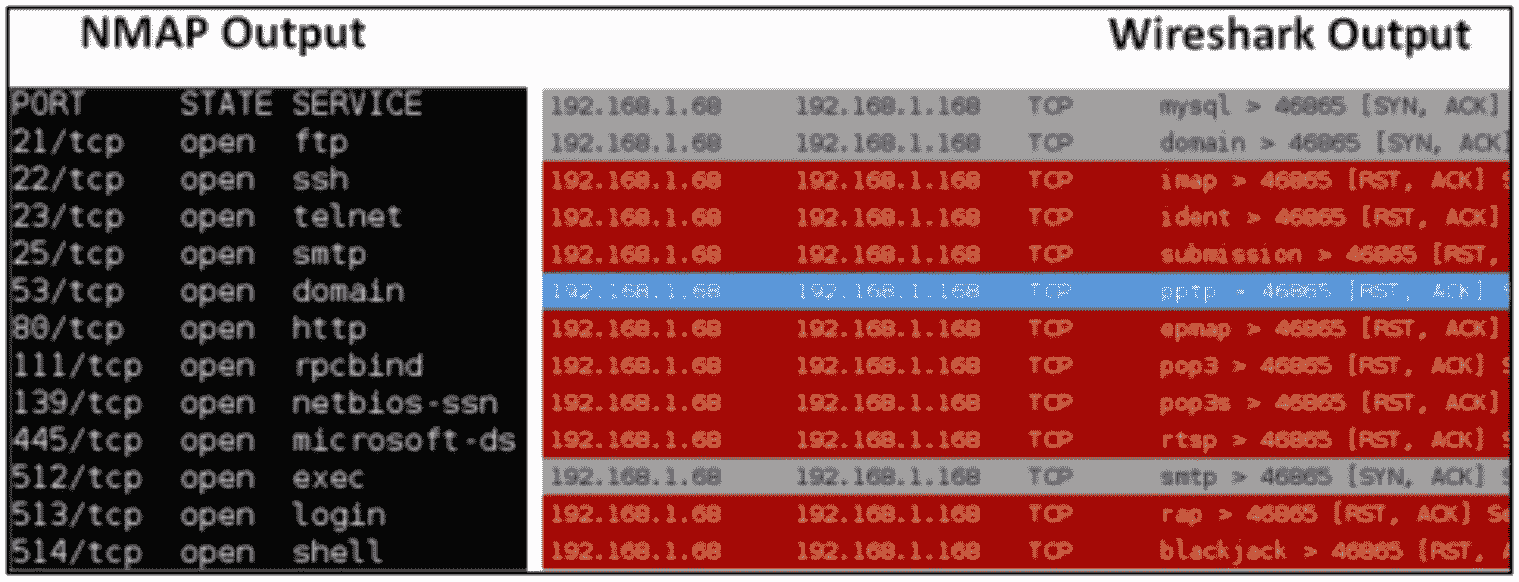 NMAP Output
Wireshark Output
PORT STATE SERVICE
21/tcp open ftp
22/tcp open ssh
23/tcp open telnet
25/tcp open smtp
53/tcp open domain
80/tcp open http
111/tcp open rpcbind
139/tcp open netbios-ssn
445/tcp open microsoft-ds
512/tcp open exec
513/tcp open login
514/tcp open shell
192.168.1.68 192.168.1.168 TCP mysql > 46865 [SYN, ACK]
192.168.1.68 192.168.1.168 TCP domain > 46865 [SYN, ACK]
192.168.1.68 192.168.1.168 TCP imap > 46865 [RST, ACK] S
192.168.1.68 192.168.1.168 TCP ident > 46865 [RST, ACK]
192.168.1.68 192.168.1.168 TCP submission > 46865 [RST,
192.168.1.68 192.168.1.168 TCP pptp > 46865 [RST, ACK] S
192.168.1.68 192.168.1.168 TCP epmap > 46865 [RST, ACK]
192.168.1.68 192.168.1.168 TCP pop3 > 46865 [RST, ACK] S
192.168.1.68 192.168.1.168 TCP pop3s > 46865 [RST, ACK]
192.168.1.68 192.168.1.168 TCP rtsp > 46865 [RST, ACK] S
192.168.1.68 192.168.1.168 TCP smtp > 46865 [SYN, ACK] S
192.168.1.68 192.168.1.168 TCP rap > 46865 [RST, ACK] Se
192.168.1.68 192.168.1.168 TCP blackjack > 46865 [RST, A